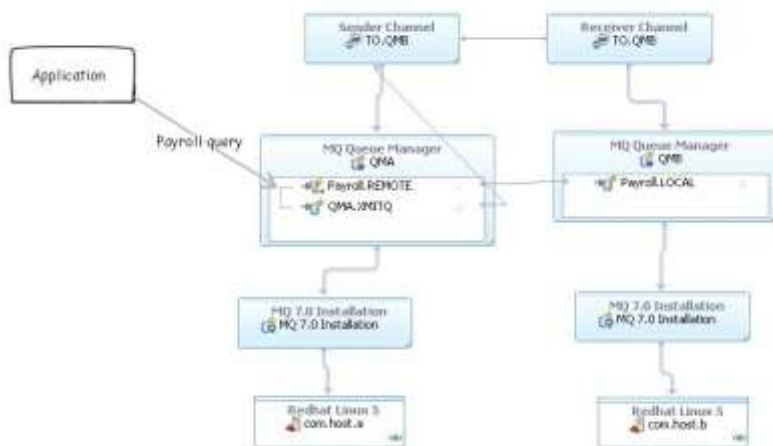 Sender Channel
TO.QMB
Receiver Channel
TO.QMB
Application
Payroll query
MQ Queue Manager
QMA
Payroll.REMOTE
QMA.XMITQ
MQ Queue Manager
QMB
Payroll.LOCAL
MQ 7.0 Installation
MQ 7.0 Installation
MQ 7.0 Installation
MQ 7.0 Installation
Redhat Linux 5
com.host.a
Redhat Linux 5
com.host.b